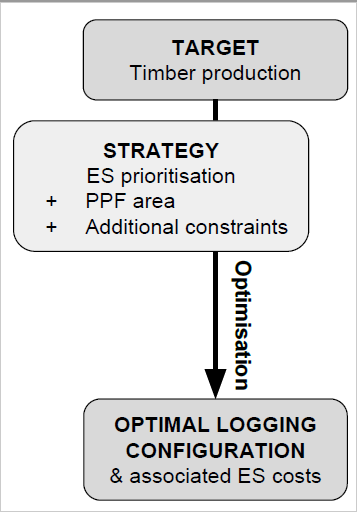 TARGET
Timber production
STRATEGY
ES prioritisation
+ PPF area
+ Additional constraints
Optimisation
OPTIMAL LOGGING
CONFIGURATION
& associated ES costs